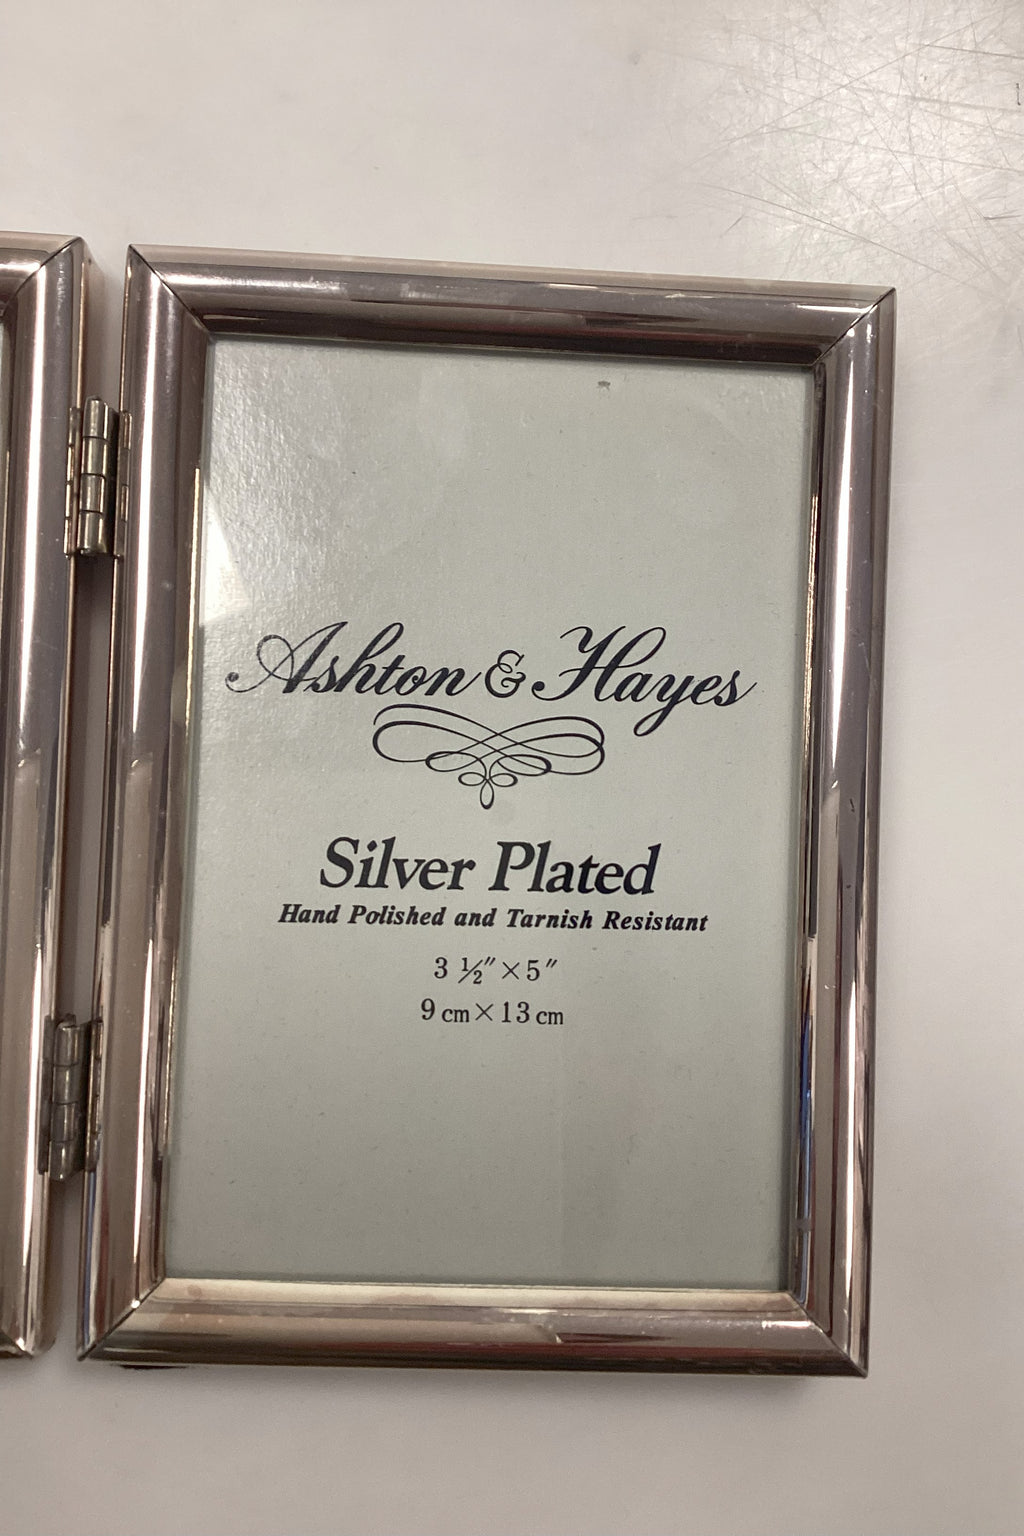 Ashton & Hayes
Silver Plated
Hand Polished and Tarnish Resistant
3 ½" × 5"
9 cm × 13 cm